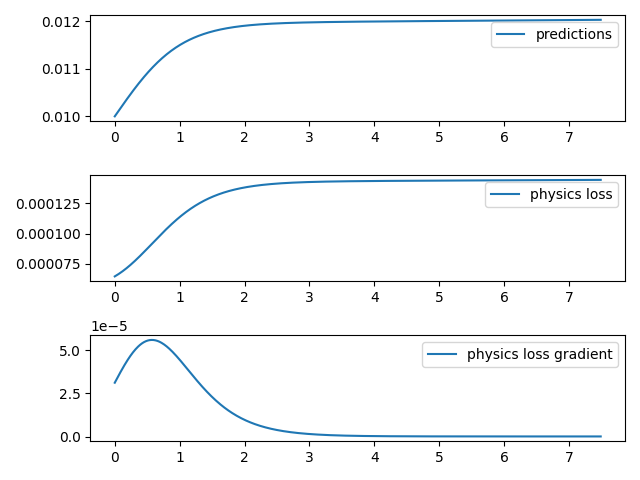 0.012
predictions
0.011
0.010
0 1 2 3 4 5 6 7
physics loss
0.000125
0.000100
0.000075
0 1 2 3 4 5 6 7
1e−5
5.0
physics loss gradient
2.5
0.0
0 1 2 3 4 5 6 7